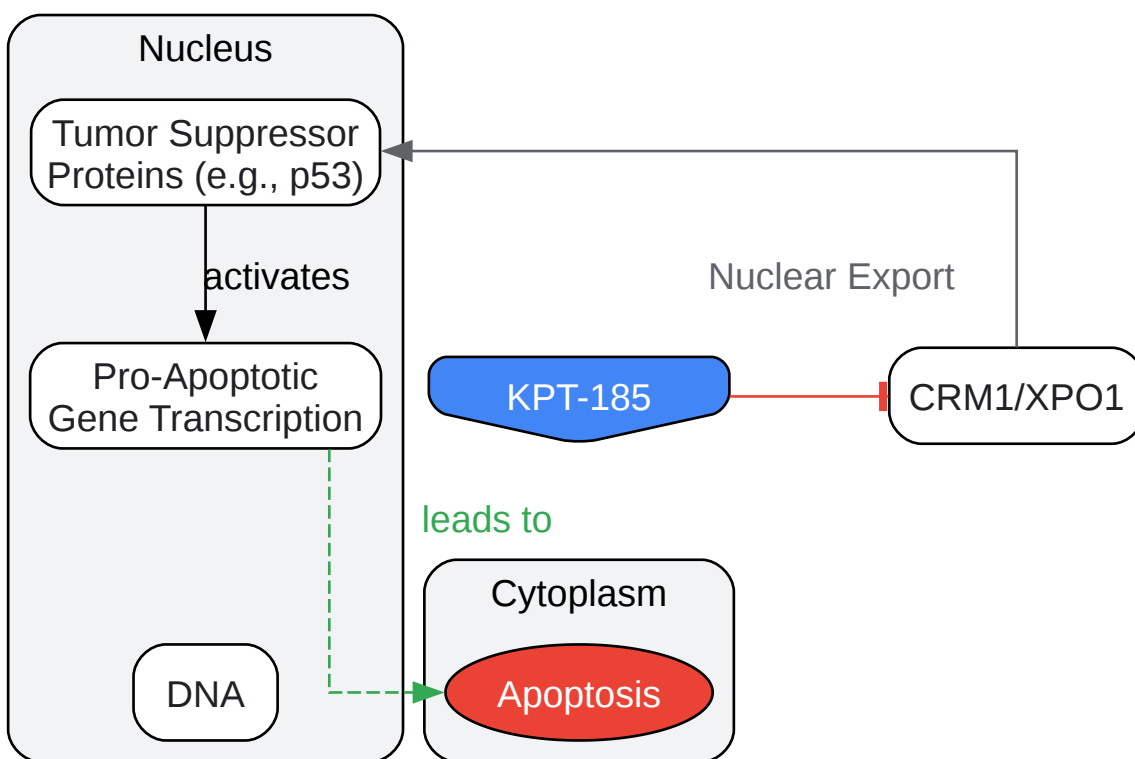 Nucleus
Tumor Suppressor
Proteins (e.g., p53)
activates
Nuclear Export
Pro-Apoptotic
Gene Transcription
KPT-185
CRM1/XPO1
leads to
Cytoplasm
DNA
Apoptosis